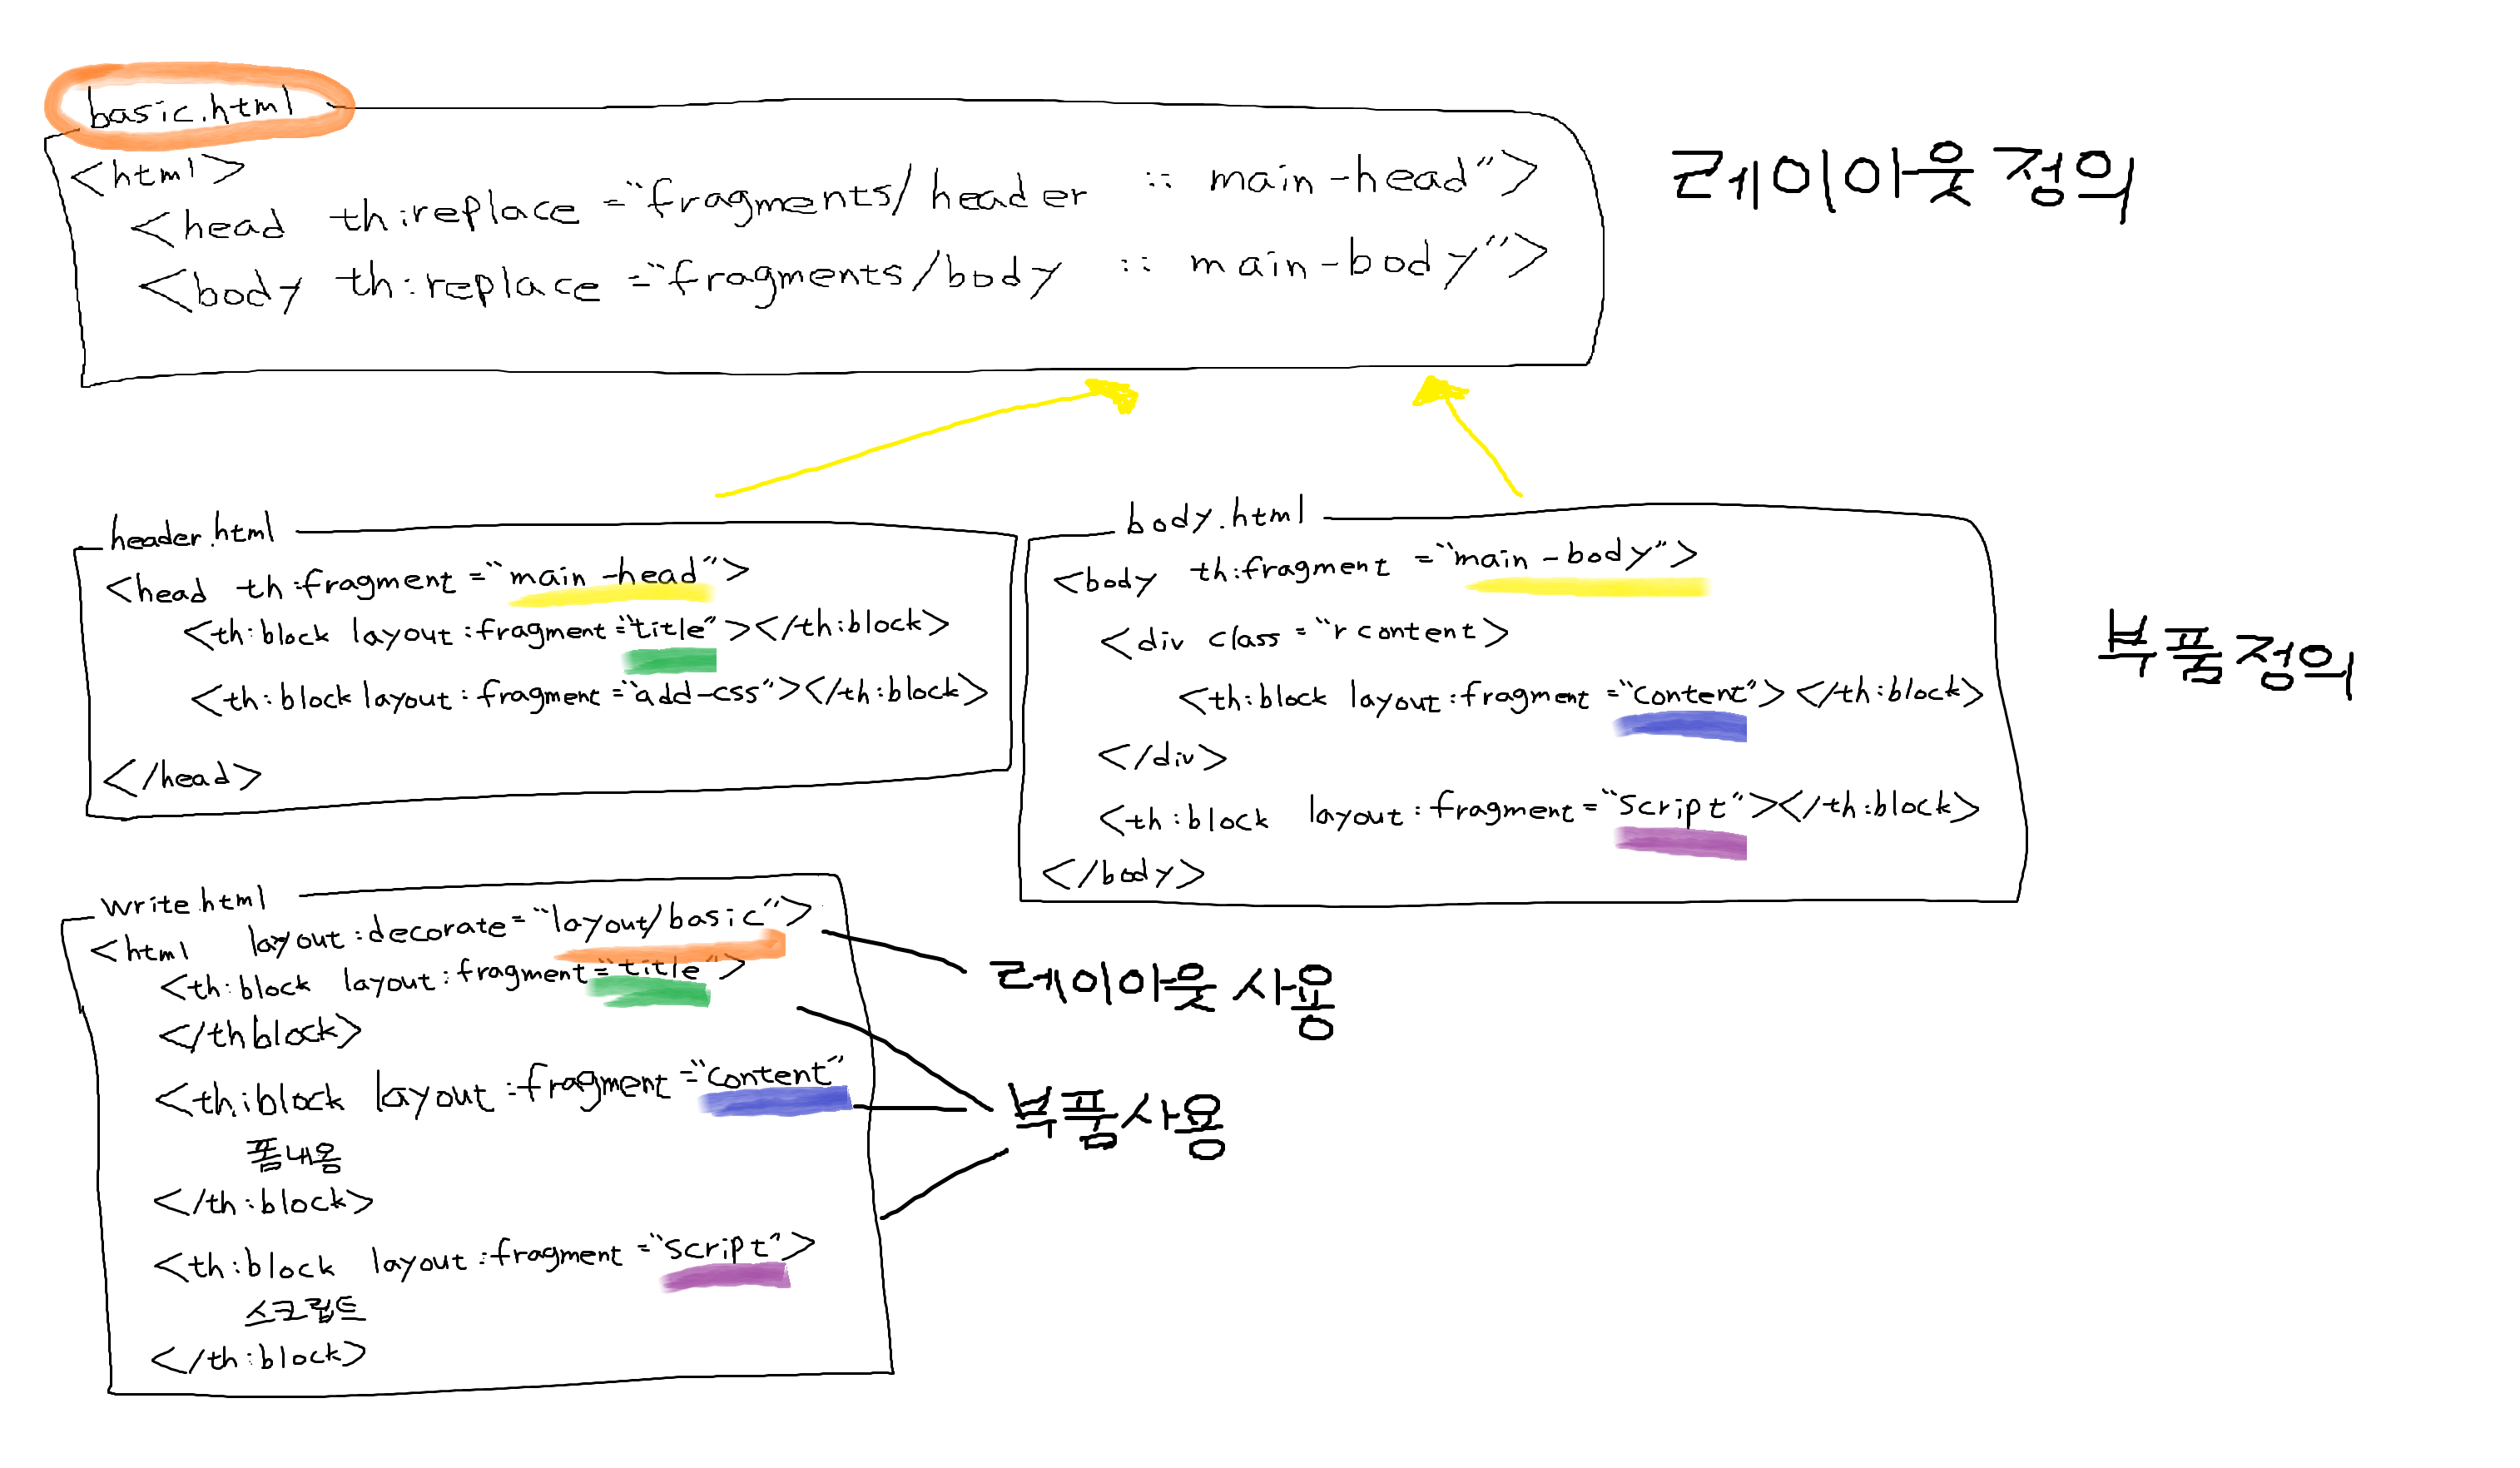 basic.html
<html>
<head th:replace="fragments/header :: main-head">
<body th:replace="fragments/body :: main-body">
레이아웃 정의
header.html
<head th:fragment="main-head">
<th:block layout:fragment="title"></th:block>
<th:block layout:fragment="add-css"></th:block>
</head>
body.html
<body th:fragment="main-body">
<div class="r content>
<th:block layout:fragment="content"></th:block>
</div>
<th:block layout:fragment="script"></th:block>
</body>
부품정의
write.html
<html layout:decorate="layout/basic">
<th:block layout:fragment="title">
</thblock>
<th:block layout:fragment="content"
폼내용
</th:block>
<th:block layout:fragment="script">
스크립트
</th:block>
레이아웃 사용
부품사용